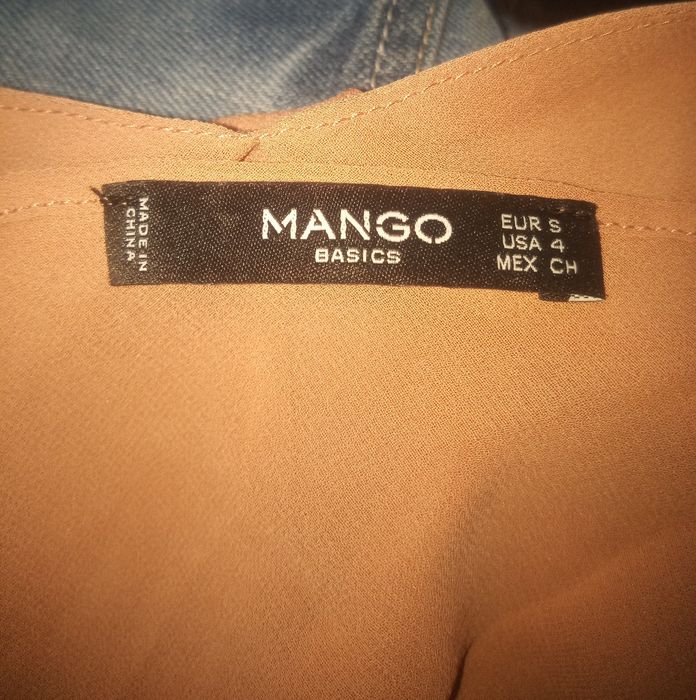 MADE IN
CHINA
MANGO
BASICS
EUR S
USA 4
MEX CH